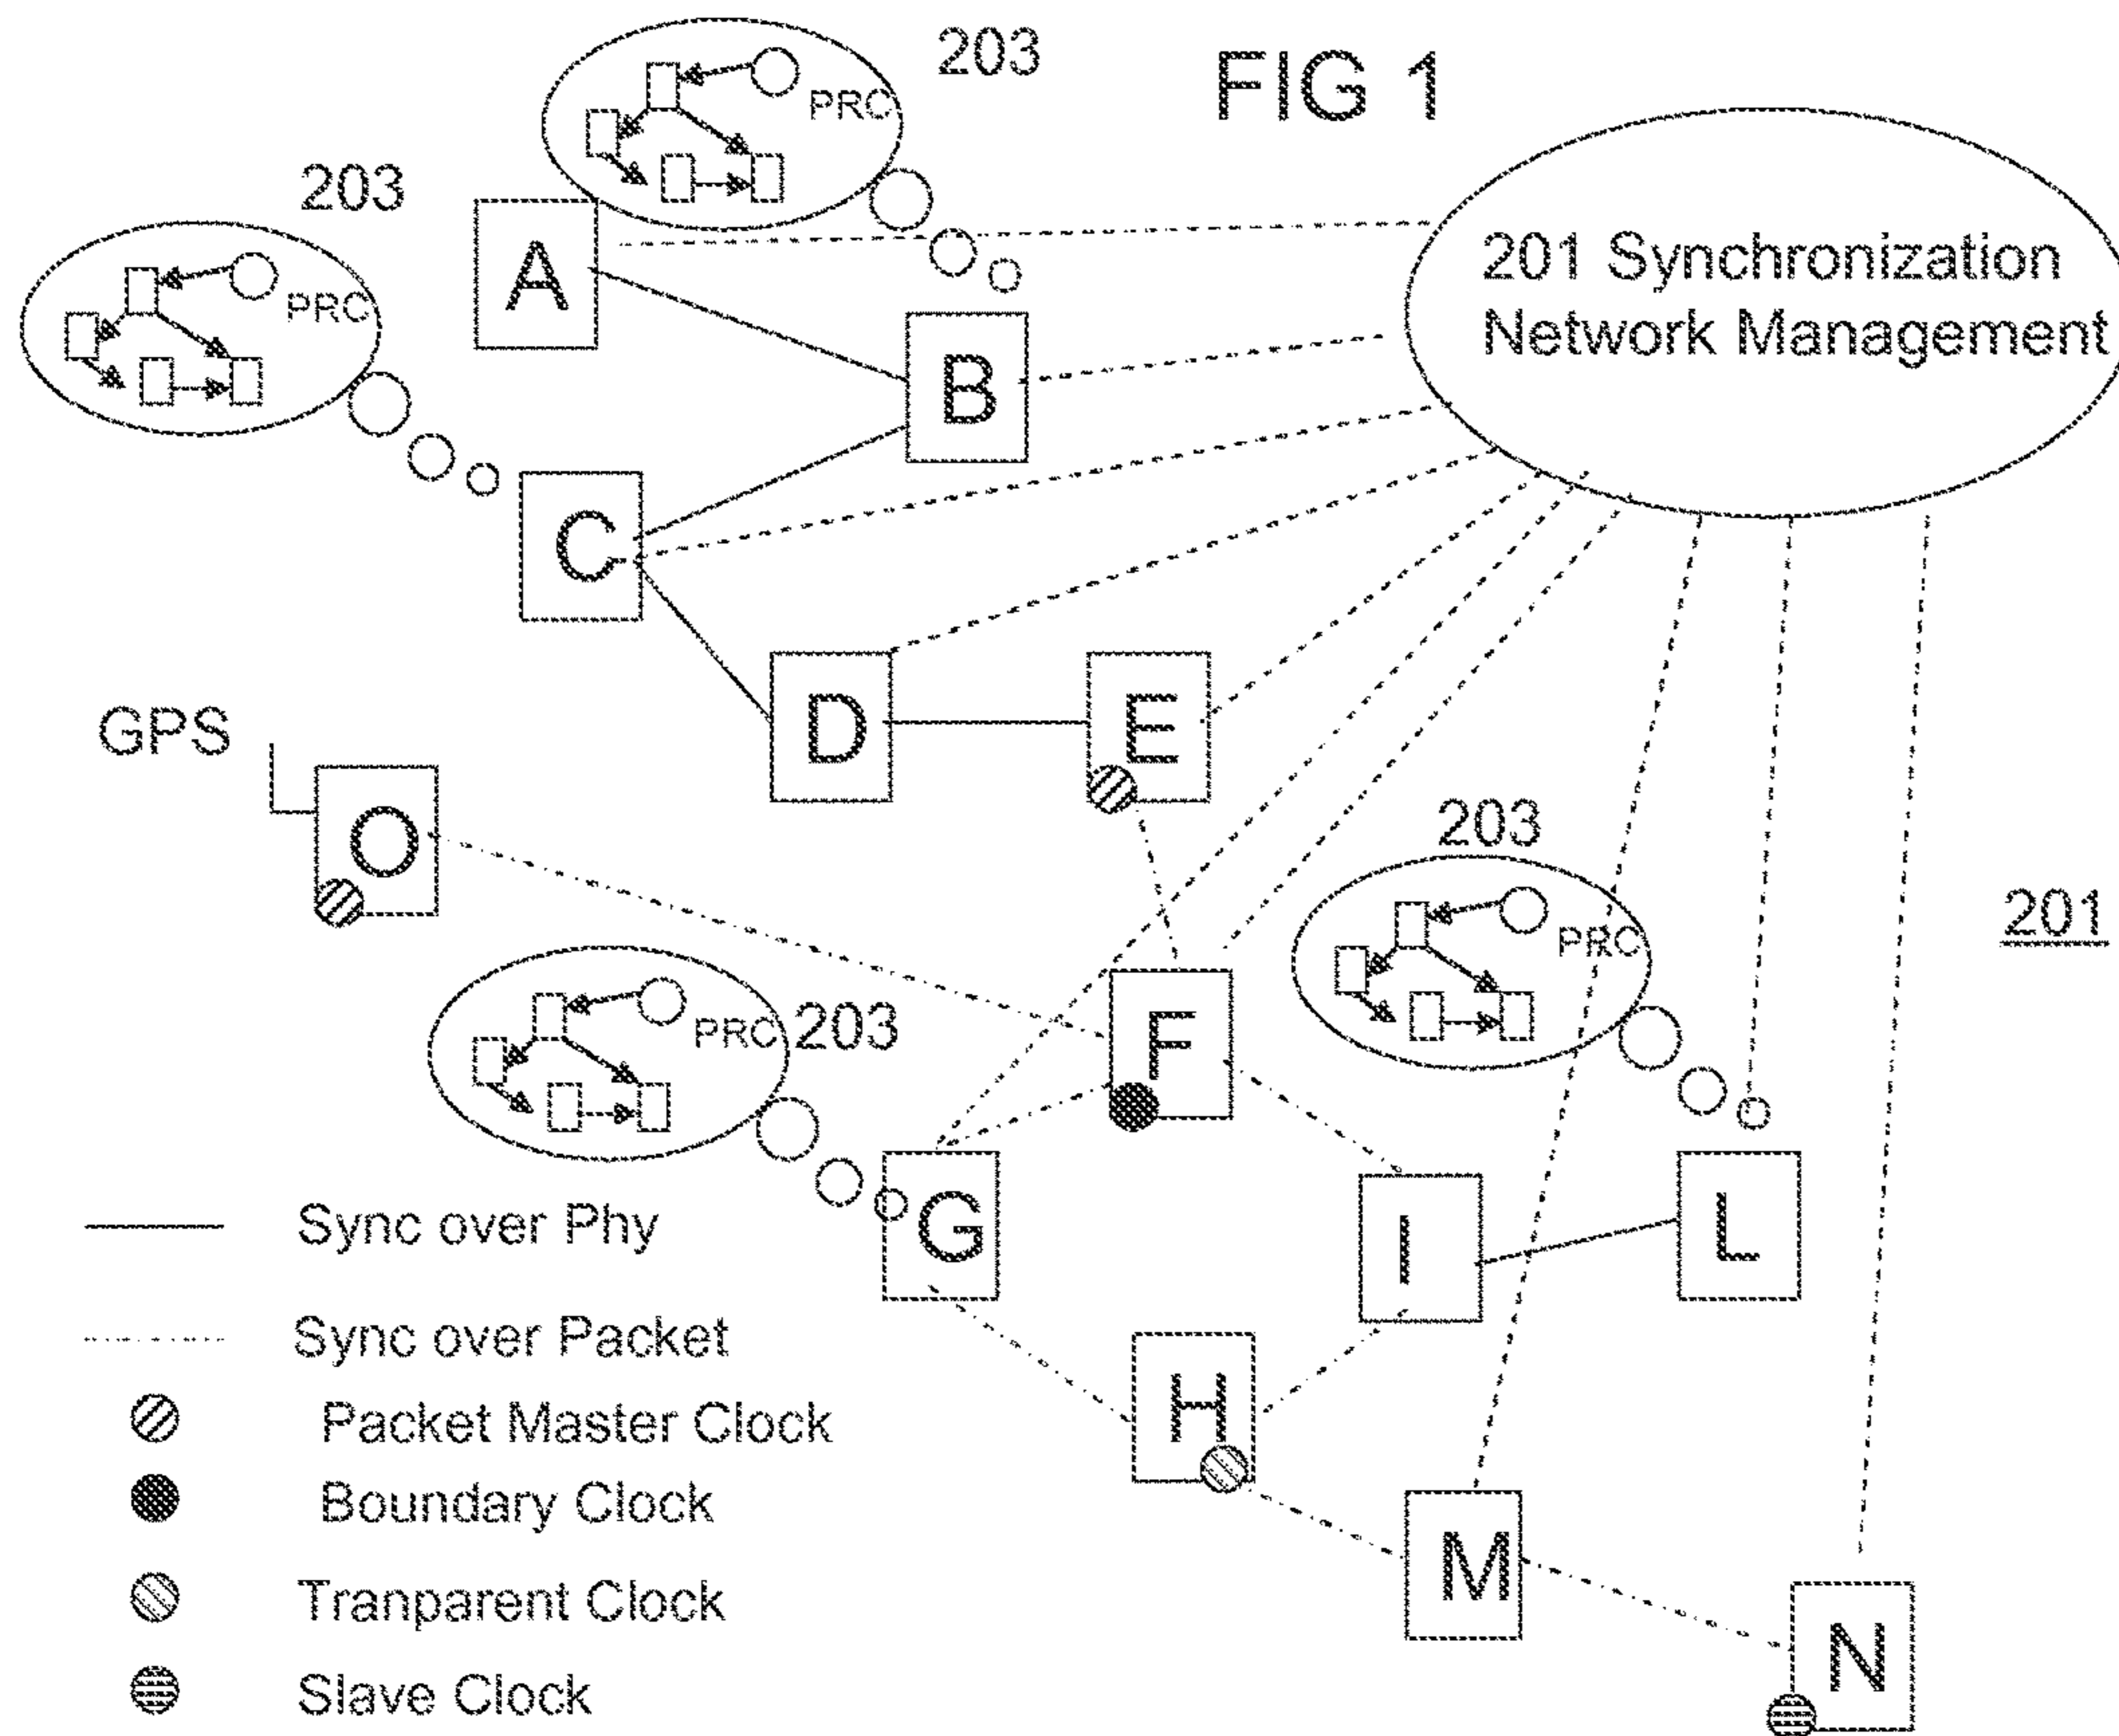 FIG 1
203
PRC
203
PRC
A
201 Synchronization
Network Management
B
C
D
E
GPS
O
203
PRC
201
PRC
203
F
G
I
L
H
M
N
Sync over Phy
Sync over Packet
Packet Master Clock
Boundary Clock
Tranparent Clock
Slave Clock